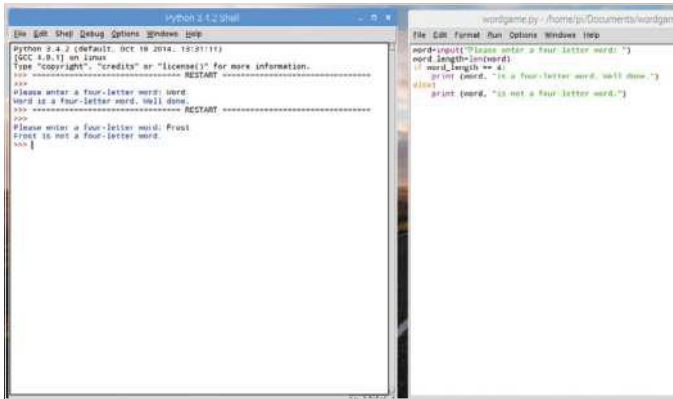 Python 3.4.2 Shell
File Edit Shell Debug Options Windows Help
Python 3.4.2 (default, Oct 19 2014, 13:31:11)
[GCC 4.9.1] on linux
Type "copyright", "credits" or "license()" for more information.
>>> ================================ RESTART ================================
>>>
Please enter a four-letter word: Word
Word is a four-letter word. Well done.
>>> ================================ RESTART ================================
>>>
Please enter a four-letter word: Frost
Frost is not a four-letter word.
>>>
wordgame.py - /home/pi/Documents/wordgam
File Edit Format Run Options Windows Help
word=input("Please enter a four-letter word: ")
word_length=len(word)
if word_length == 4:
    print (word, "is a four-letter word. Well done.")
else:
    print (word, "is not a four-letter word.")